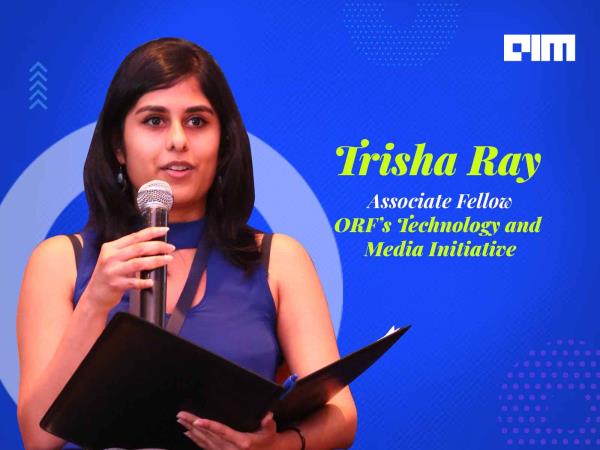 AIM
Trisha Ray
Associate Fellow
ORF's Technology and
Media Initiative